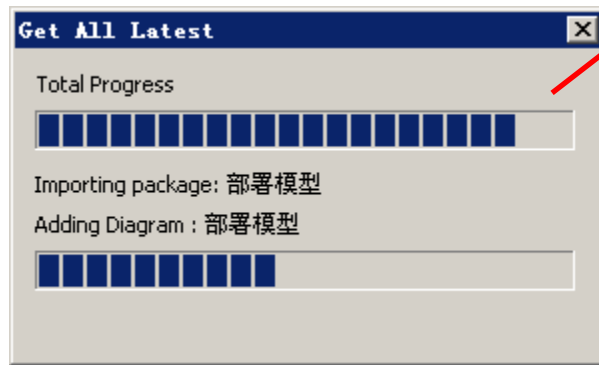 Get All Latest
Total Progress
Importing package: 部署模型
Adding Diagram : 部署模型